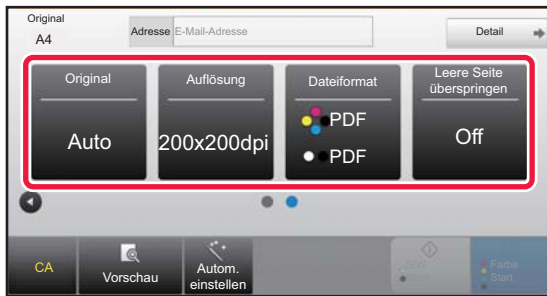 Original
A4
Adresse
E-Mail-Adresse
Detail
Original
Auto
Auflösung
200x200dpi
Dateiformat
PDF
PDF
Leere Seite
überspringen
Off
CA
Vorschau
Autom.
einstellen
S/W
Start
Farbe
Start